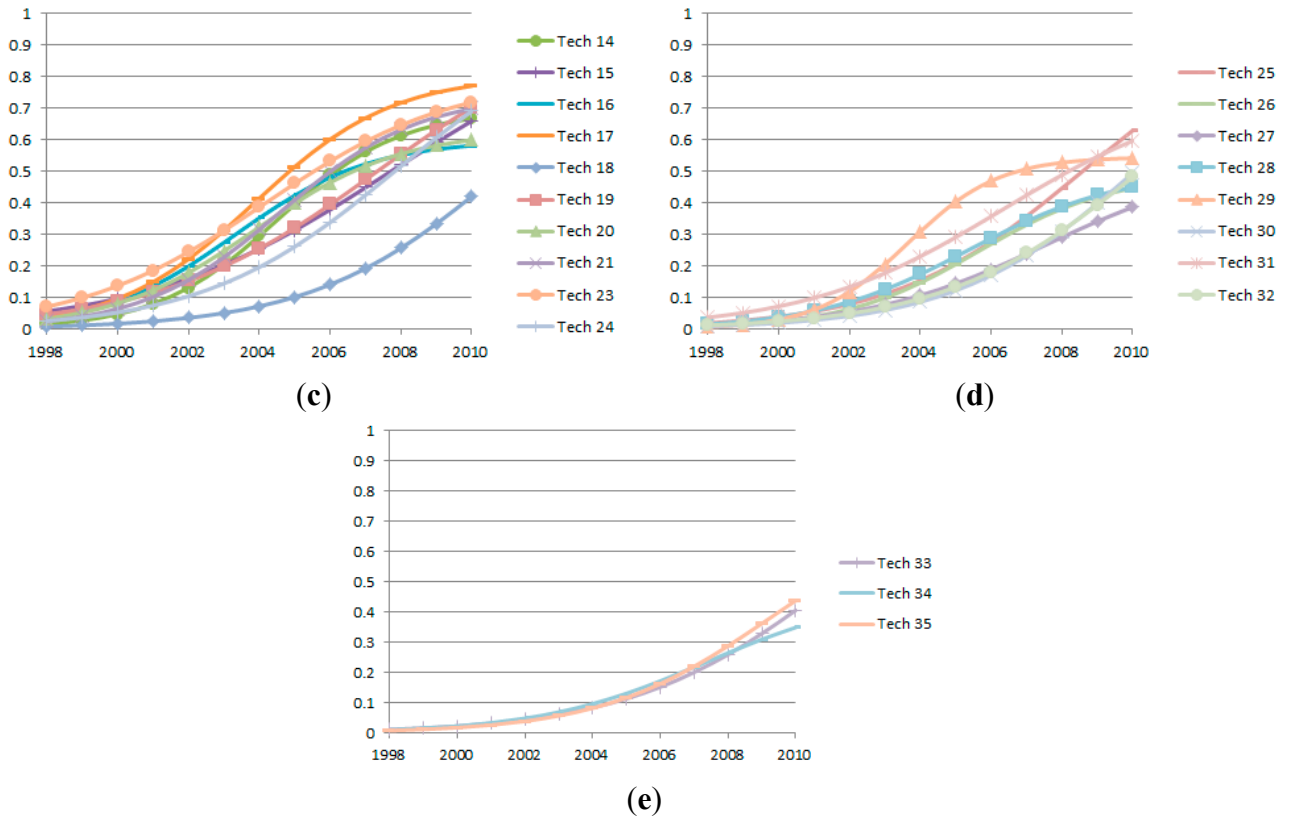 1
0.9
0.8
0.7
0.6
0.5
0.4
0.3
0.2
0.1
0
1998 2000 2002 2004 2006 2008 2010
Tech 14
Tech 15
Tech 16
Tech 17
Tech 18
Tech 19
Tech 20
Tech 21
Tech 23
Tech 24
(c)
1
0.9
0.8
0.7
0.6
0.5
0.4
0.3
0.2
0.1
0
1998 2000 2002 2004 2006 2008 2010
Tech 25
Tech 26
Tech 27
Tech 28
Tech 29
Tech 30
Tech 31
Tech 32
(d)
1
0.9
0.8
0.7
0.6
0.5
0.4
0.3
0.2
0.1
0
1998 2000 2002 2004 2006 2008 2010
Tech 33
Tech 34
Tech 35
(e)